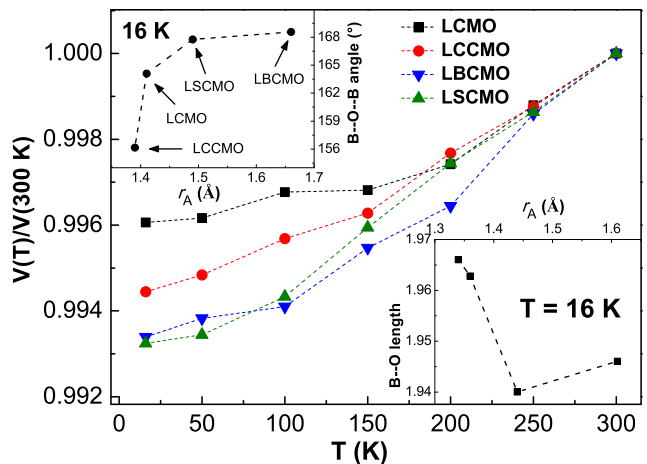 16 K
LSCMO
LBCMO
LCMO
LCCMO
168
165
162
159
156
B--O--B angle (°)
1.4 1.5 1.6 1.7
r_A (Å)
LCMO
LCCMO
LBCMO
LSCMO
1.000
0.998
0.996
0.994
0.992
V(T)/V(300 K)
r_A (Å)
1.3 1.4 1.5 1.6
1.97
1.96
1.95
1.94
B--O length
T = 16 K
0 50 100 150 200 250 300
T (K)